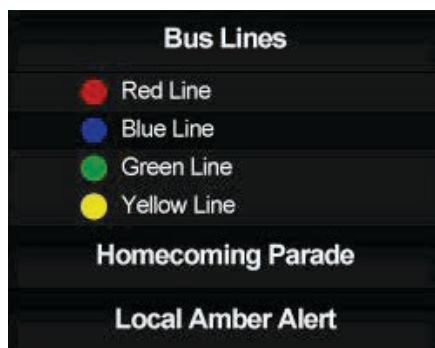 Bus Lines
Red Line
Blue Line
Green Line
Yellow Line
Homecoming Parade
Local Amber Alert